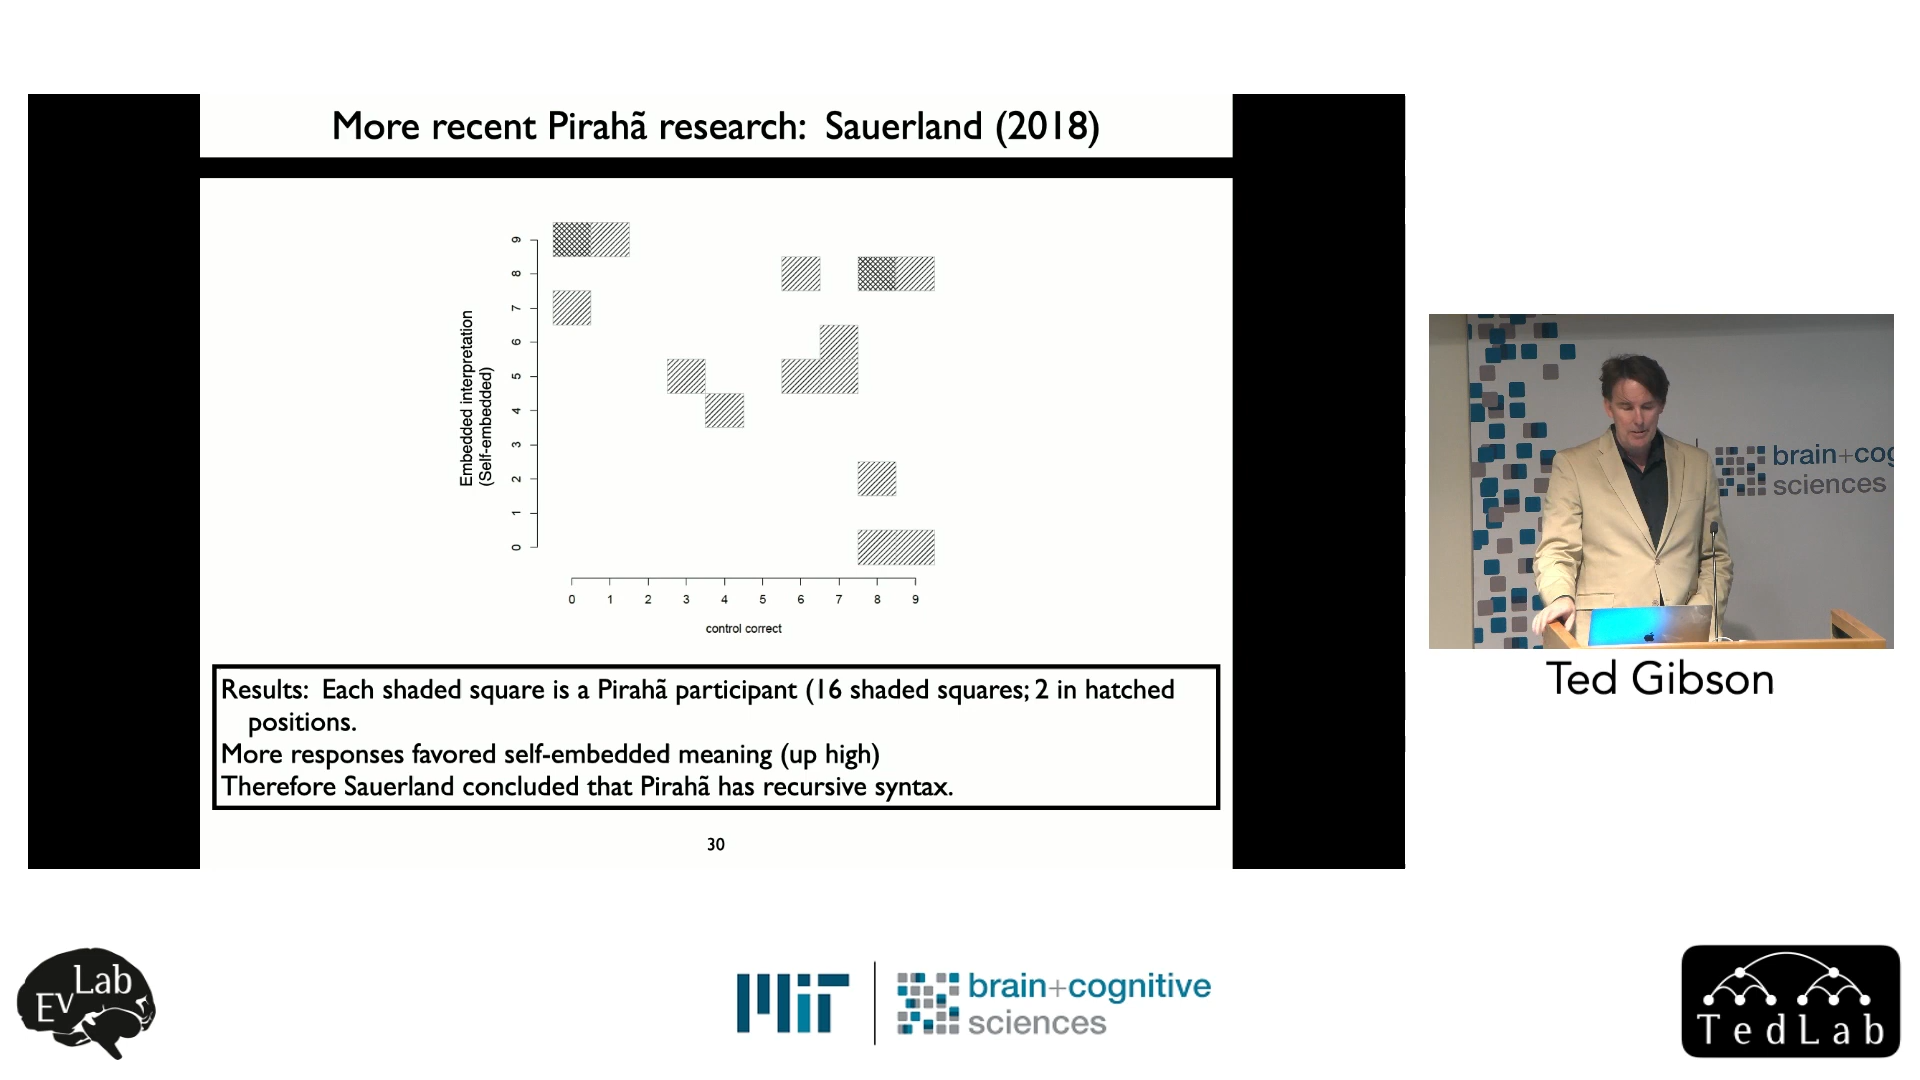 More recent Pirahã research: Sauerland (2018)
Embedded interpretation
(Self-embedded)
9
8
7
6
5
4
3
2
1
0
0 1 2 3 4 5 6 7 8 9
control correct
Results: Each shaded square is a Pirahã participant (16 shaded squares; 2 in hatched
positions.
More responses favored self-embedded meaning (up high)
Therefore Sauerland concluded that Pirahã has recursive syntax.
30
brain+cog
sciences
Ted Gibson
EV Lab
MIT
brain+cognitive
sciences
TedLab